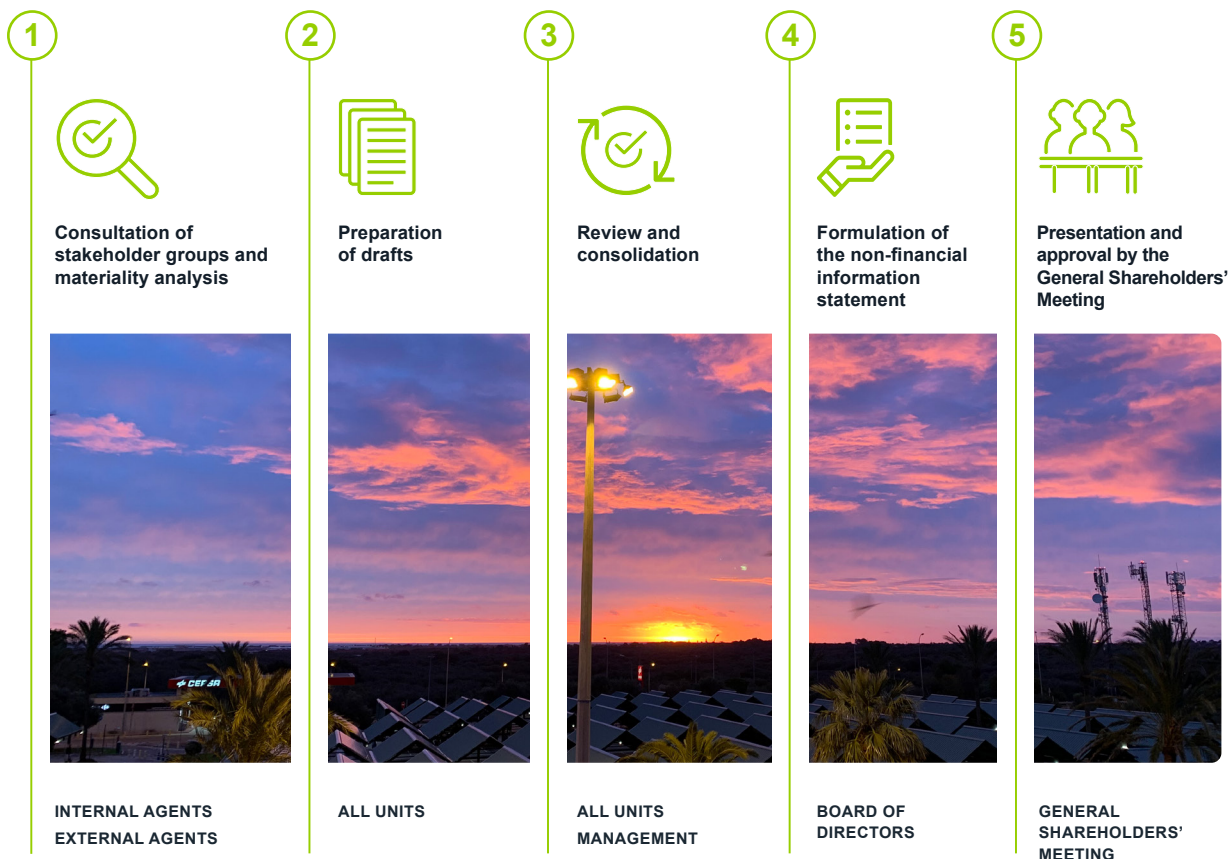 1
Consultation of
stakeholder groups and
materiality analysis
INTERNAL AGENTS
EXTERNAL AGENTS
2
Preparation
of drafts
ALL UNITS
3
Review and
consolidation
ALL UNITS
MANAGEMENT
4
Formulation of
the non-financial
information
statement
BOARD OF
DIRECTORS
5
Presentation and
approval by the
General Shareholders’
Meeting
GENERAL
SHAREHOLDERS’
MEETING